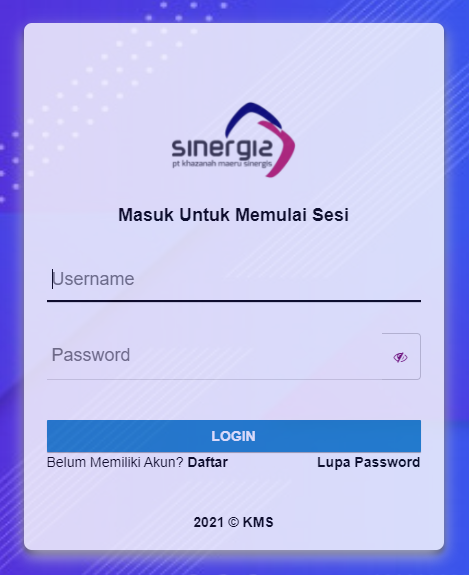 sinergis
pt khazanah maeru sinergis
Masuk Untuk Memulai Sesi
Username
Password
LOGIN
Belum Memiliki Akun? Daftar Lupa Password
2021 © KMS